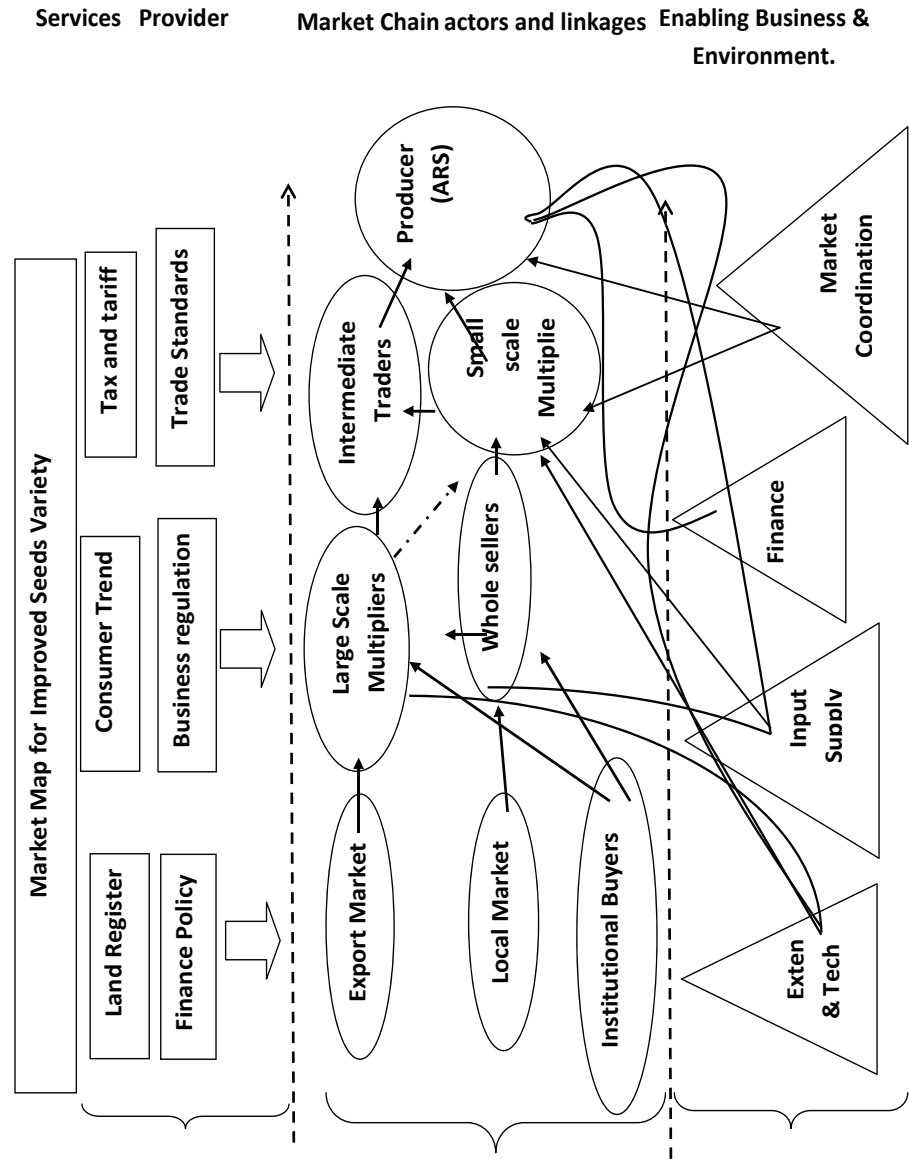 Services Provider
Market Chain actors and linkages
Enabling Business &
Environment.
Market Map for Improved Seeds Variety
Land Register
Finance Policy
Consumer Trend
Business regulation
Tax and tariff
Trade Standards
Export Market
Local Market
Institutional Buyers
Large Scale
Multipliers
Whole sellers
Intermediate
Traders
Small
scale
Multiplie
Producer
(ARS)
Exten
& Tech
Input
Supply
Finance
Market
Coordination